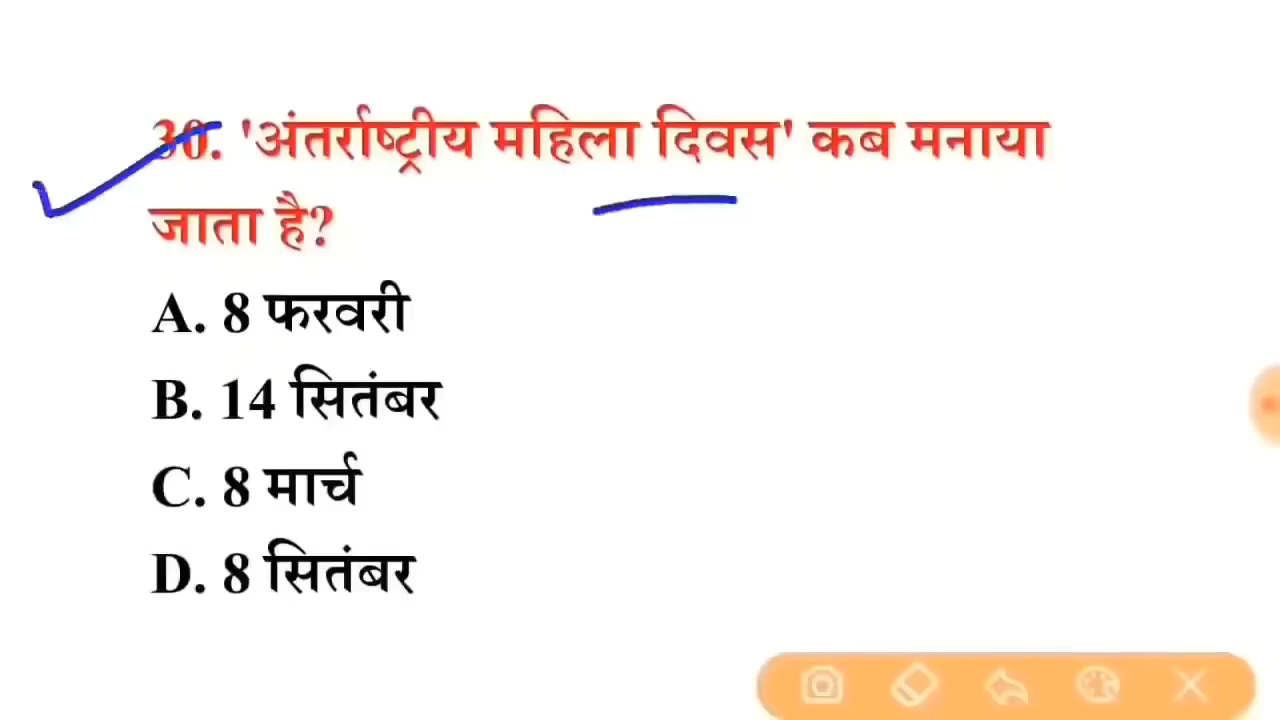 30. 'अंतर्राष्ट्रीय महिला दिवस' कब मनाया
जाता है?
A. 8 फरवरी
B. 14 सितंबर
C. 8 मार्च
D. 8 सितंबर